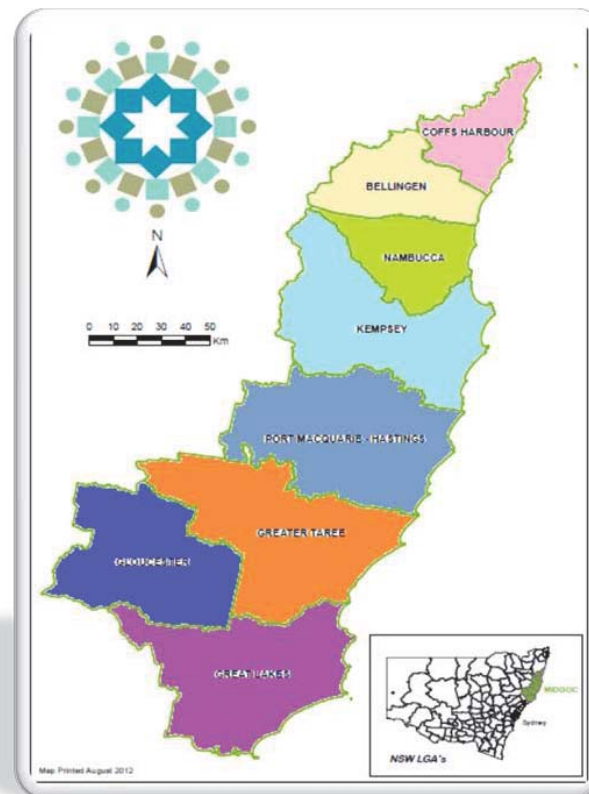 COFFS HARBOUR
BELLINGEN
N
NAMBUCCA
KEMPSEY
0 10 20 30 40 50
Km
PORT MACQUARIE - HASTINGS
GREATER TAREE
GLOUCESTER
GREAT LAKES
MIDGOC
Sydney
NSW LGA's
Map Printed August 2012